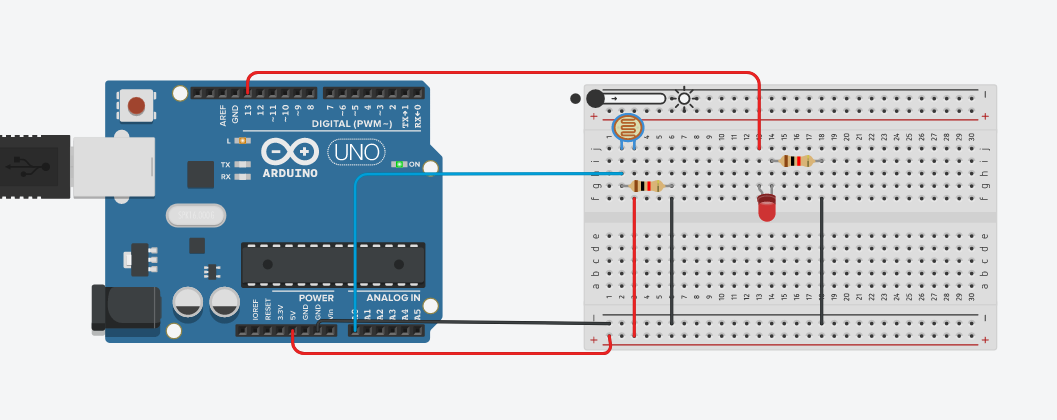 AREF
GND
13
12
~11
~10
~9
8
7
~6
~5
4
~3
2
TX→1
RX←0
DIGITAL (PWM~)
L
TX
RX
ARDUINO
UNO
ON
IOREF
RESET
3.3V
5V
GND
GND
Vin
POWER
ANALOG IN
A1
A2
A3
A4
A5
1 2 3 4 5 6 7 8 9 10 11 12 13 14 15 16 17 18 19 20 21 22 23 24 25 26 27 28 29 30
j
i
h
g
f
e
d
c
b
a
1 2 3 4 5 6 7 8 9 10 11 12 13 14 15 16 17 18 19 20 21 22 23 24 25 26 27 28 29 30